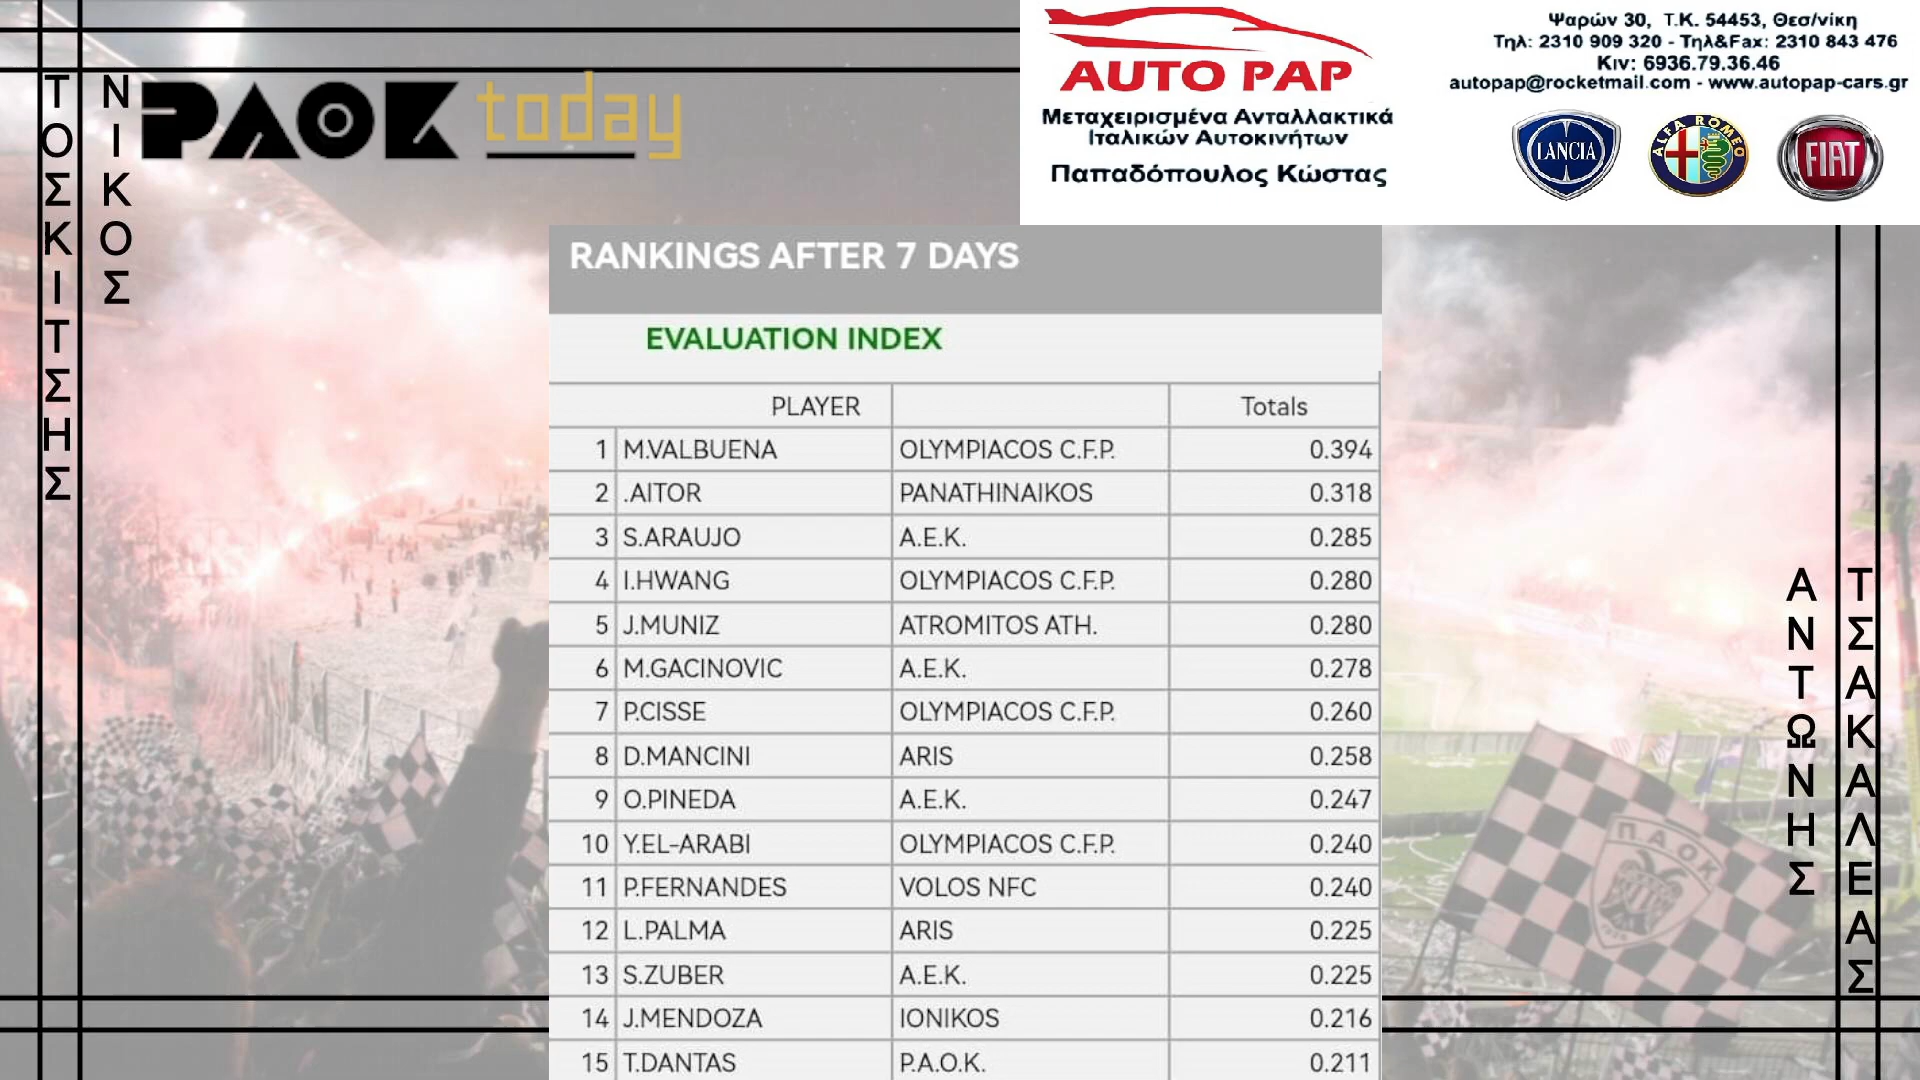 ΤΟΣΚΙΤΣΗΣ
ΝΙΚΟΣ
ΡΑΟΚ today
AUTO PAP
Μεταχειρισμένα Ανταλλακτικά
Ιταλικών Αυτοκινήτων
Παπαδόπουλος Κώστας
Ψαρών 30, Τ.Κ. 54453, Θεσ/νίκη
Τηλ: 2310 909 320 - Τηλ&Fax: 2310 843 476
Κιν: 6936.79.36.46
autopap@rocketmail.com - www.autopap-cars.gr
LANCIA
ALFA ROMEO
FIAT
RANKINGS AFTER 7 DAYS
EVALUATION INDEX
PLAYER Totals
1 M.VALBUENA OLYMPIACOS C.F.P. 0.394
2 .AITOR PANATHINAIKOS 0.318
3 S.ARAUJO A.E.K. 0.285
4 I.HWANG OLYMPIACOS C.F.P. 0.280
5 J.MUNIZ ATROMITOS ATH. 0.280
6 M.GACINOVIC A.E.K. 0.278
7 P.CISSE OLYMPIACOS C.F.P. 0.260
8 D.MANCINI ARIS 0.258
9 O.PINEDA A.E.K. 0.247
10 Y.EL-ARABI OLYMPIACOS C.F.P. 0.240
11 P.FERNANDES VOLOS NFC 0.240
12 L.PALMA ARIS 0.225
13 S.ZUBER A.E.K. 0.225
14 J.MENDOZA IONIKOS 0.216
15 T.DANTAS P.A.O.K. 0.211
ΑΝΤΩΝΗΣ
ΤΣΑΚΑΛΕΑΣ
Π.Α.Ο.Κ